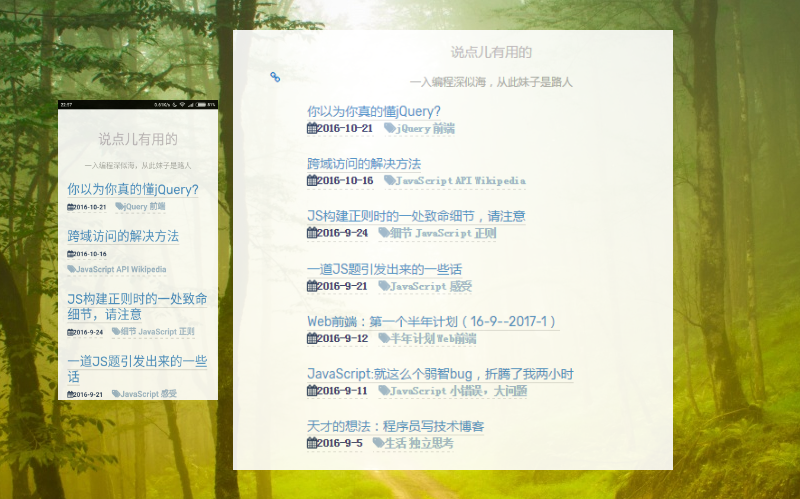 22:57
0.61K/s
81%
说点儿有用的
一入编程深似海，从此妹子是路人
你以为你真的懂jQuery?
2016-10-21 jQuery 前端
跨域访问的解决方法
2016-10-16
JavaScript API Wikipedia
JS构建正则时的一处致命
细节，请注意
2016-9-24 细节 JavaScript 正则
一道JS题引发出来的一些
话
2016-9-21 JavaScript 感受
说点儿有用的
一入编程深似海，从此妹子是路人
你以为你真的懂jQuery?
2016-10-21 jQuery 前端
跨域访问的解决方法
2016-10-16 JavaScript API Wikipedia
JS构建正则时的一处致命细节，请注意
2016-9-24 细节 JavaScript 正则
一道JS题引发出来的一些话
2016-9-21 JavaScript 感受
Web前端：第一个半年计划（16-9--2017-1）
2016-9-12 半年计划 Web前端
JavaScript:就这么个弱智bug，折腾了我两小时
2016-9-11 JavaScript 小错误，大问题
天才的想法：程序员写技术博客
2016-9-5 生活 独立思考